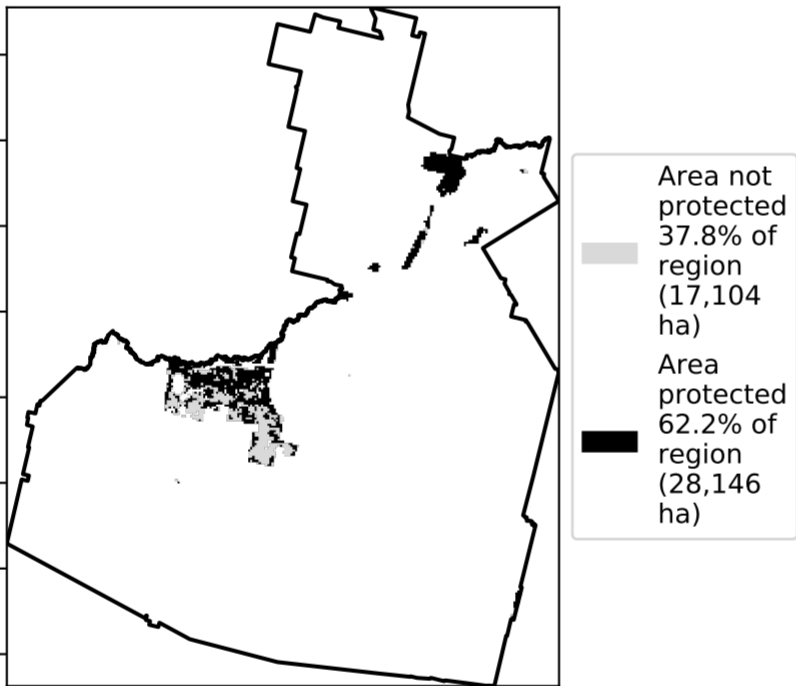 Area not
protected
37.8% of
region
(17,104
ha)
Area
protected
62.2% of
region
(28,146
ha)